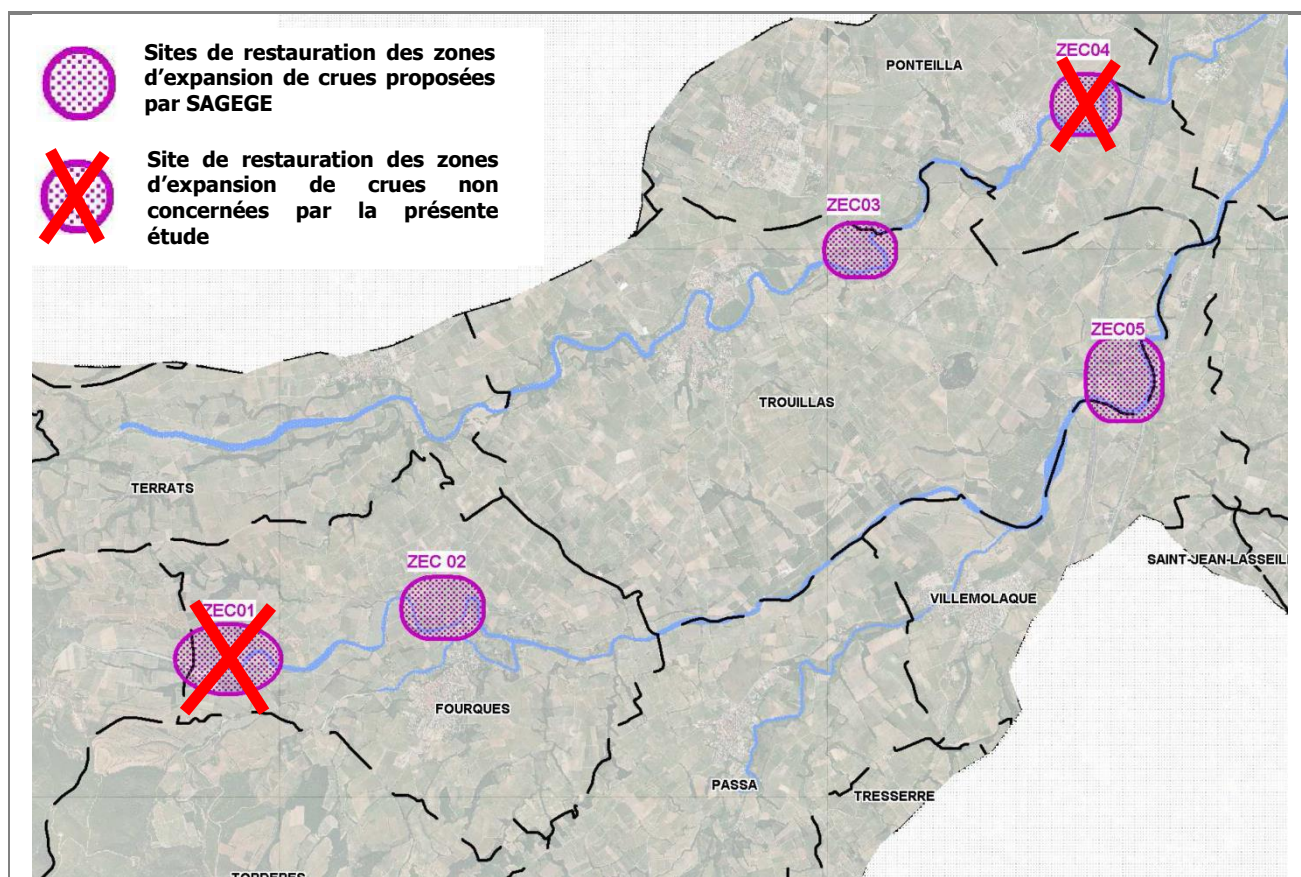 Sites de restauration des zones
d'expansion de crues proposées
par SAGEGE
Site de restauration des zones
d'expansion de crues non
concernées par la présente
étude
ZEC04
PONTEILLA
ZEC03
ZEC05
TROUILLAS
TERRATS
SAINT-JEAN-LASSEILL
ZEC 02
VILLEMOLAQUE
ZEC01
FOURQUES
PASSA
TRESSERRE
TORDERES